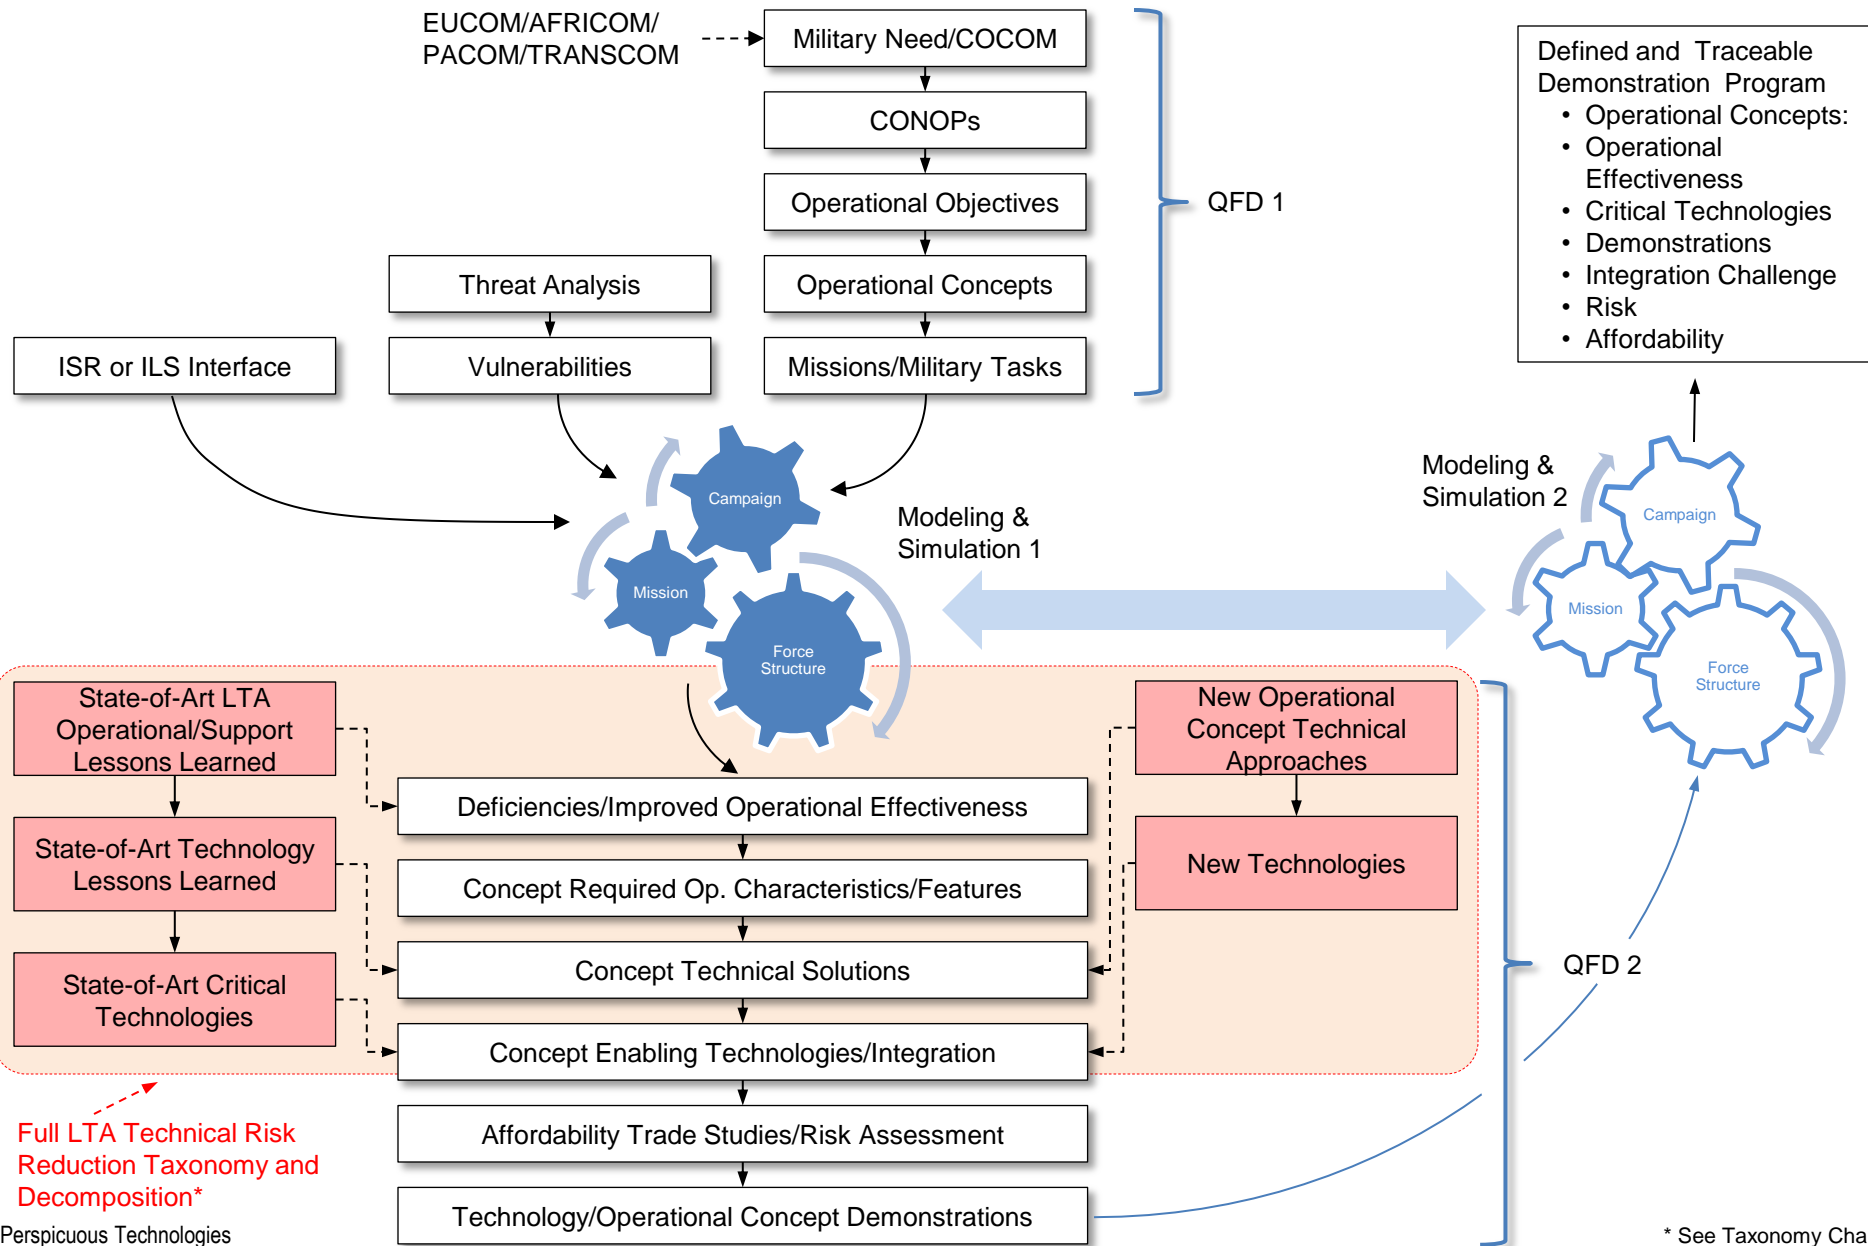 EUCOM/AFRICOM/
PACOM/TRANSCOM
Military Need/COCOM
CONOPs
Operational Objectives
Operational Concepts
Missions/Military Tasks
QFD 1
Threat Analysis
Vulnerabilities
ISR or ILS Interface
Defined and Traceable
Demonstration Program
• Operational Concepts:
• Operational
Effectiveness
• Critical Technologies
• Demonstrations
• Integration Challenge
• Risk
• Affordability
Campaign
Mission
Force
Structure
Modeling &
Simulation 1
Modeling &
Simulation 2
Campaign
Mission
Force
Structure
State-of-Art LTA
Operational/Support
Lessons Learned
State-of-Art Technology
Lessons Learned
State-of-Art Critical
Technologies
Deficiencies/Improved Operational Effectiveness
Concept Required Op. Characteristics/Features
Concept Technical Solutions
Concept Enabling Technologies/Integration
Affordability Trade Studies/Risk Assessment
Technology/Operational Concept Demonstrations
New Operational
Concept Technical
Approaches
New Technologies
QFD 2
Full LTA Technical Risk
Reduction Taxonomy and
Decomposition*
Perspicuous Technologies
* See Taxonomy Cha